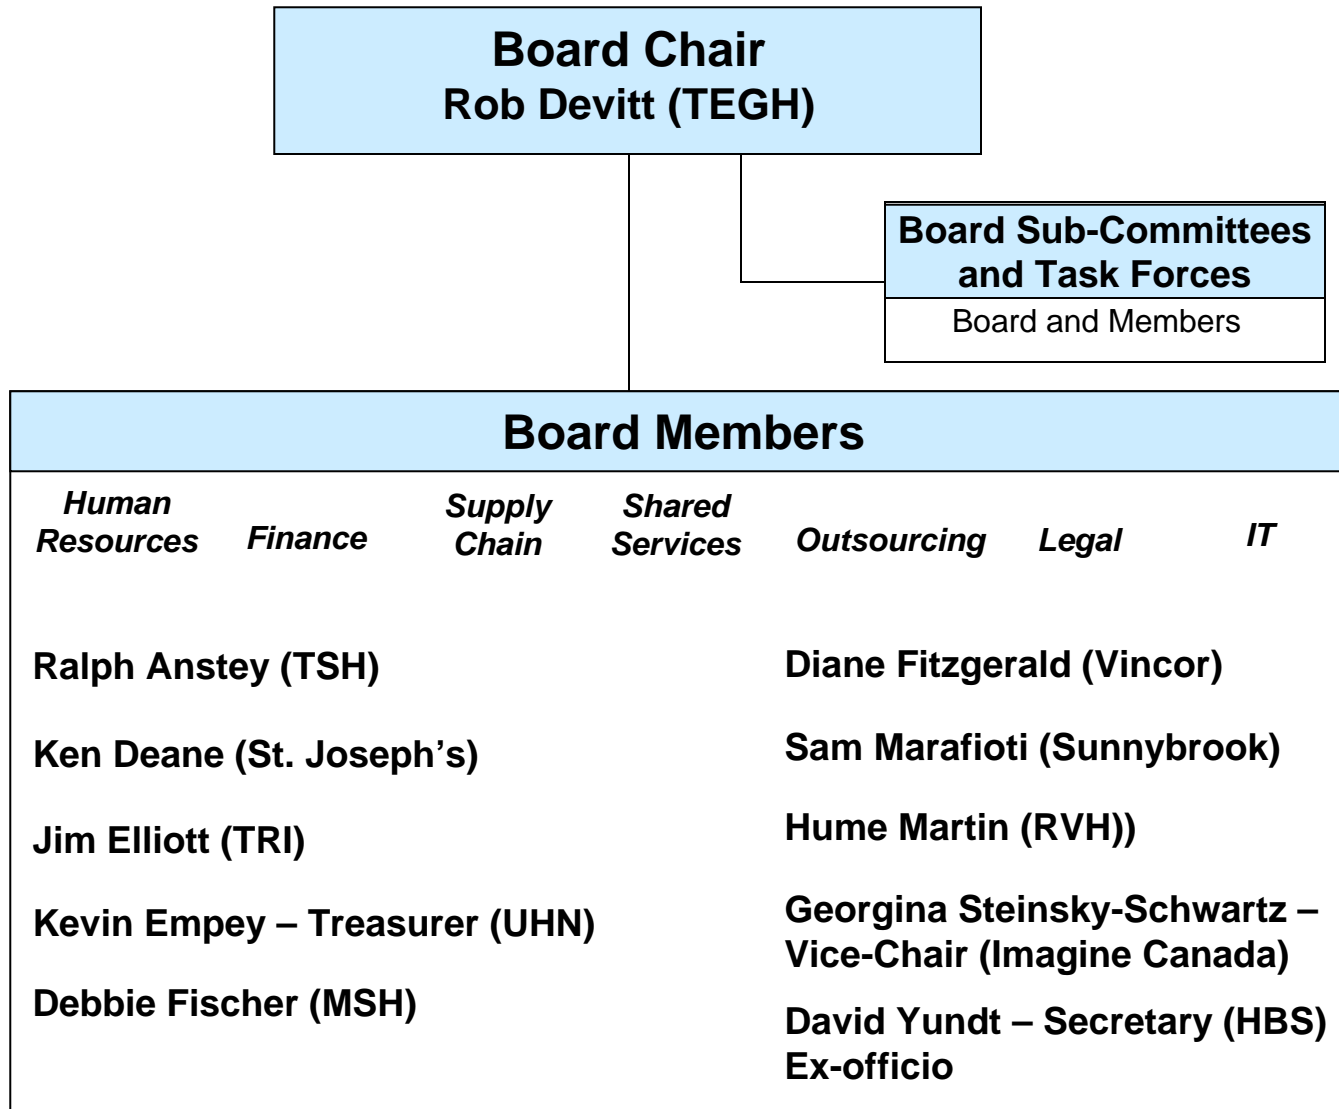 Board Chair
Rob Devitt (TEGH)
Board Sub-Committees
and Task Forces
Board and Members
Board Members
Human
Resources
Finance
Supply
Chain
Shared
Services
Outsourcing
Legal
IT
Ralph Anstey (TSH)
Ken Deane (St. Joseph’s)
Jim Elliott (TRI)
Kevin Empey – Treasurer (UHN)
Debbie Fischer (MSH)
Diane Fitzgerald (Vincor)
Sam Marafioti (Sunnybrook)
Hume Martin (RVH))
Georgina Steinsky-Schwartz –
Vice-Chair (Imagine Canada)
David Yundt – Secretary (HBS)
Ex-officio